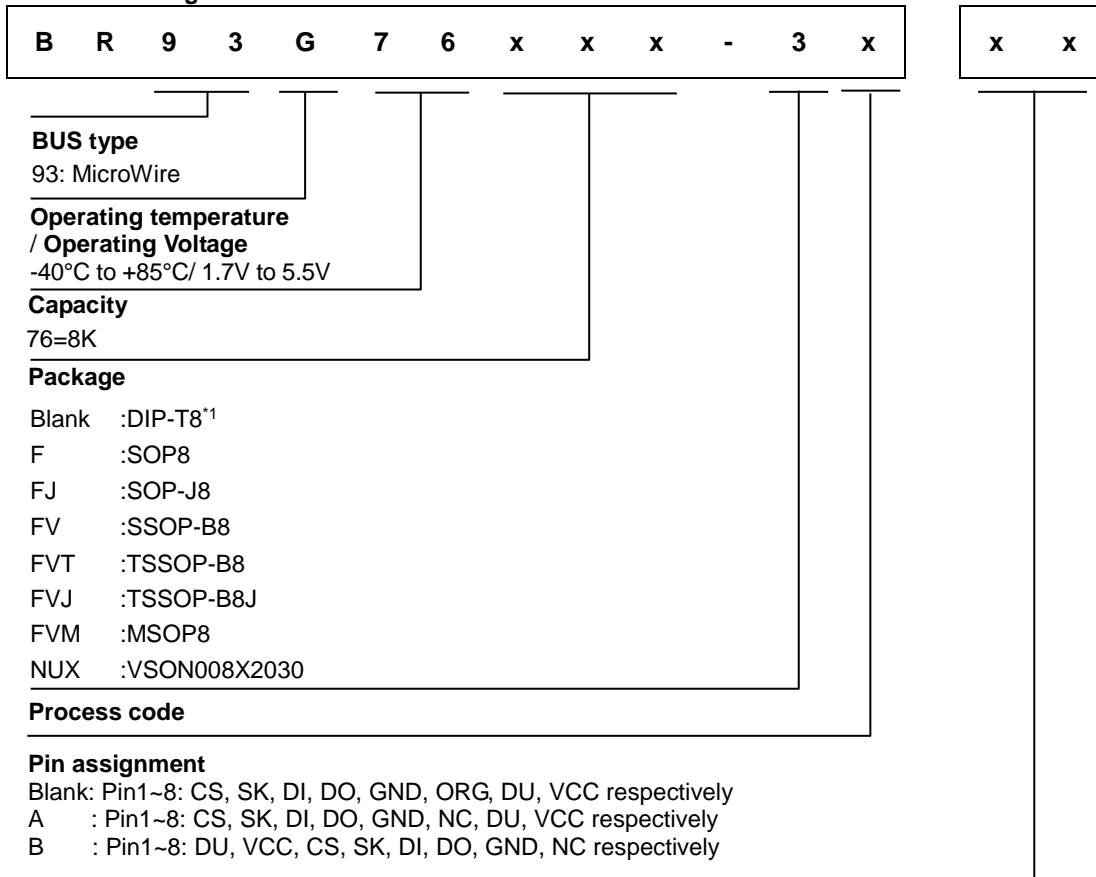 B R 9 3 G 7 6 x x x - 3 x x x
BUS type
93: MicroWire
Operating temperature
/ Operating Voltage
-40°C to +85°C/ 1.7V to 5.5V
Capacity
76=8K
Package
Blank :DIP-T8*1
F :SOP8
FJ :SOP-J8
FV :SSOP-B8
FVT :TSSOP-B8
FVJ :TSSOP-B8J
FVM :MSOP8
NUX :VSON008X2030
Process code
Pin assignment
Blank: Pin1~8: CS, SK, DI, DO, GND, ORG, DU, VCC respectively
A : Pin1~8: CS, SK, DI, DO, GND, NC, DU, VCC respectively
B : Pin1~8: DU, VCC, CS, SK, DI, DO, GND, NC respectively